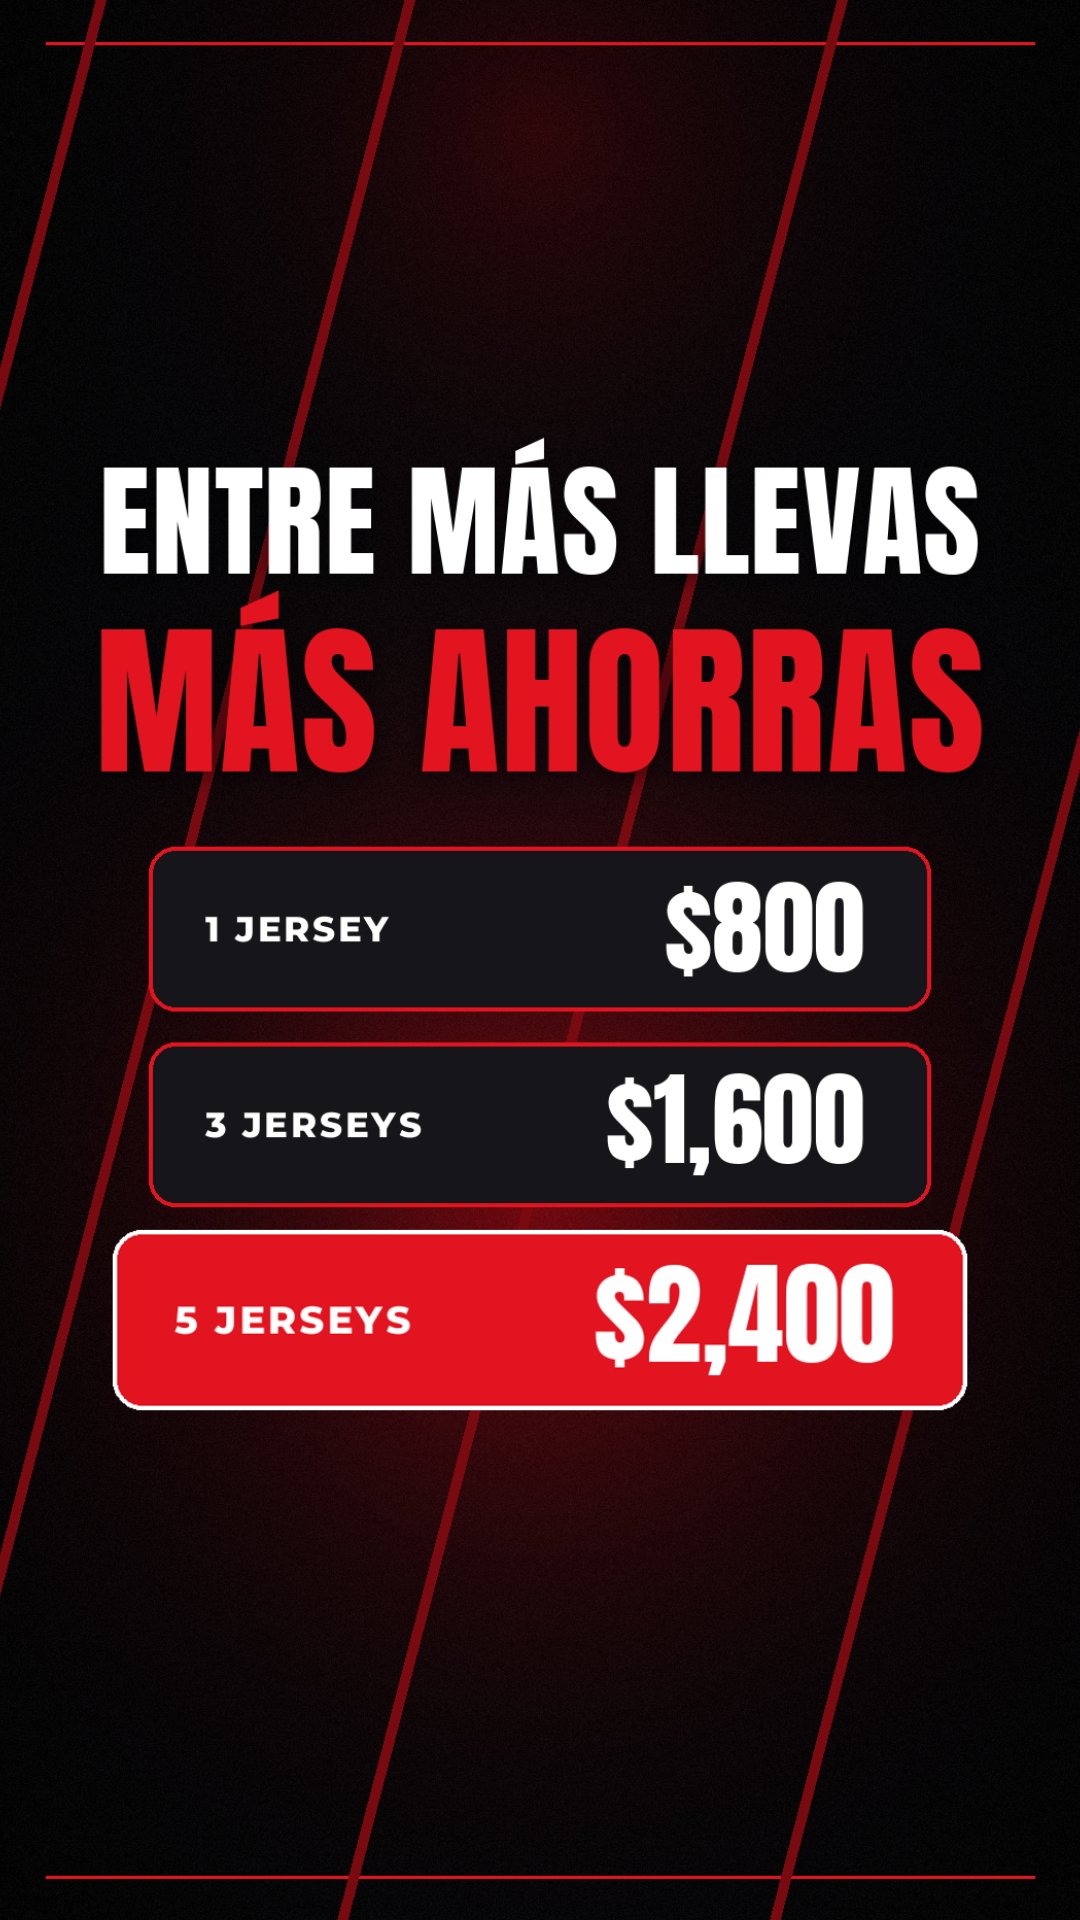 ENTRE MÁS LLEVAS
MÁS AHORRAS
1 JERSEY $800
3 JERSEYS $1,600
5 JERSEYS $2,400